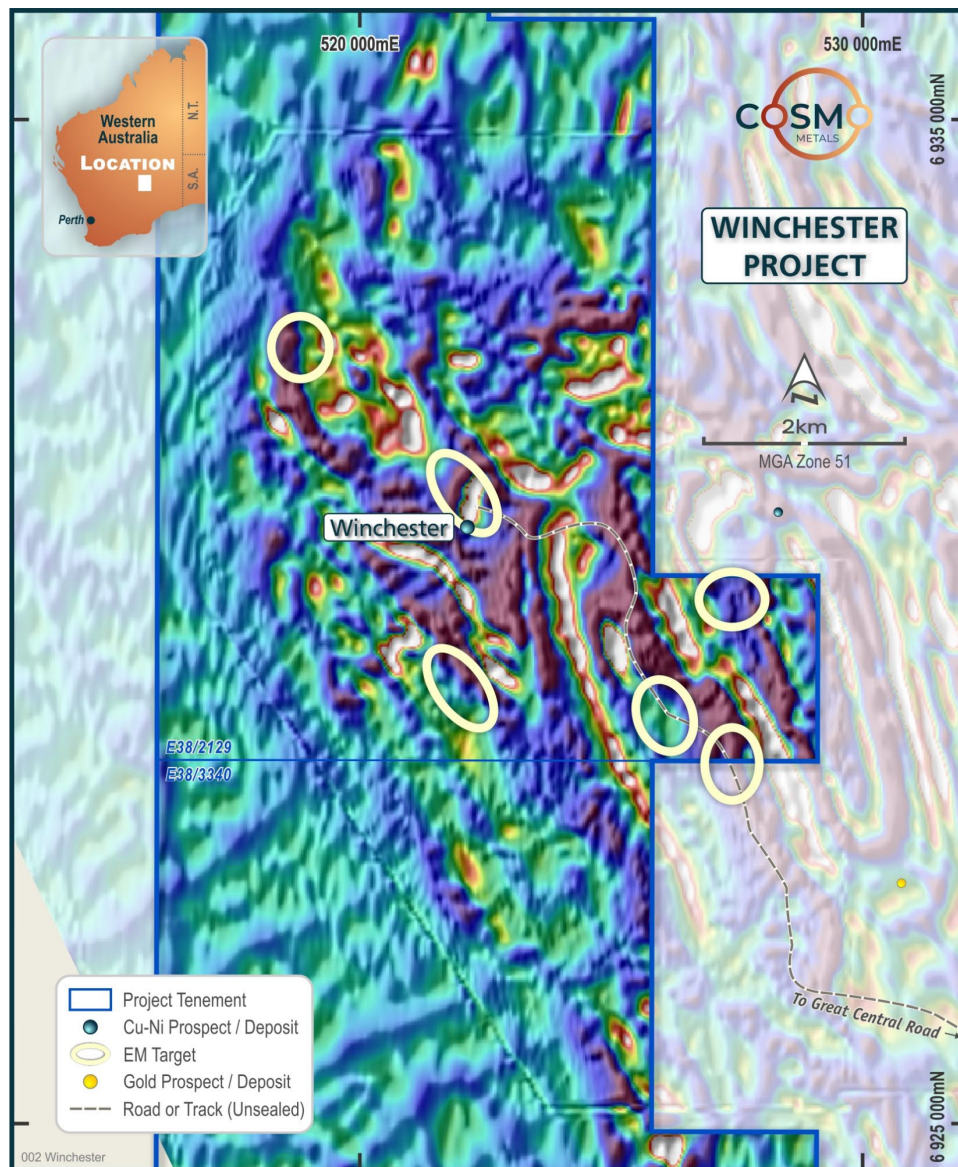 520 000mE
530 000mE
6 935 000mN
Western
Australia
LOCATION
N.T.
S.A.
Perth
COSMO
METALS
WINCHESTER
PROJECT
N
2km
MGA Zone 51
Winchester
E38/2129
E38/3340
To Great Central Road
Project Tenement
Cu-Ni Prospect / Deposit
EM Target
Gold Prospect / Deposit
Road or Track (Unsealed)
6 925 000mN
002 Winchester